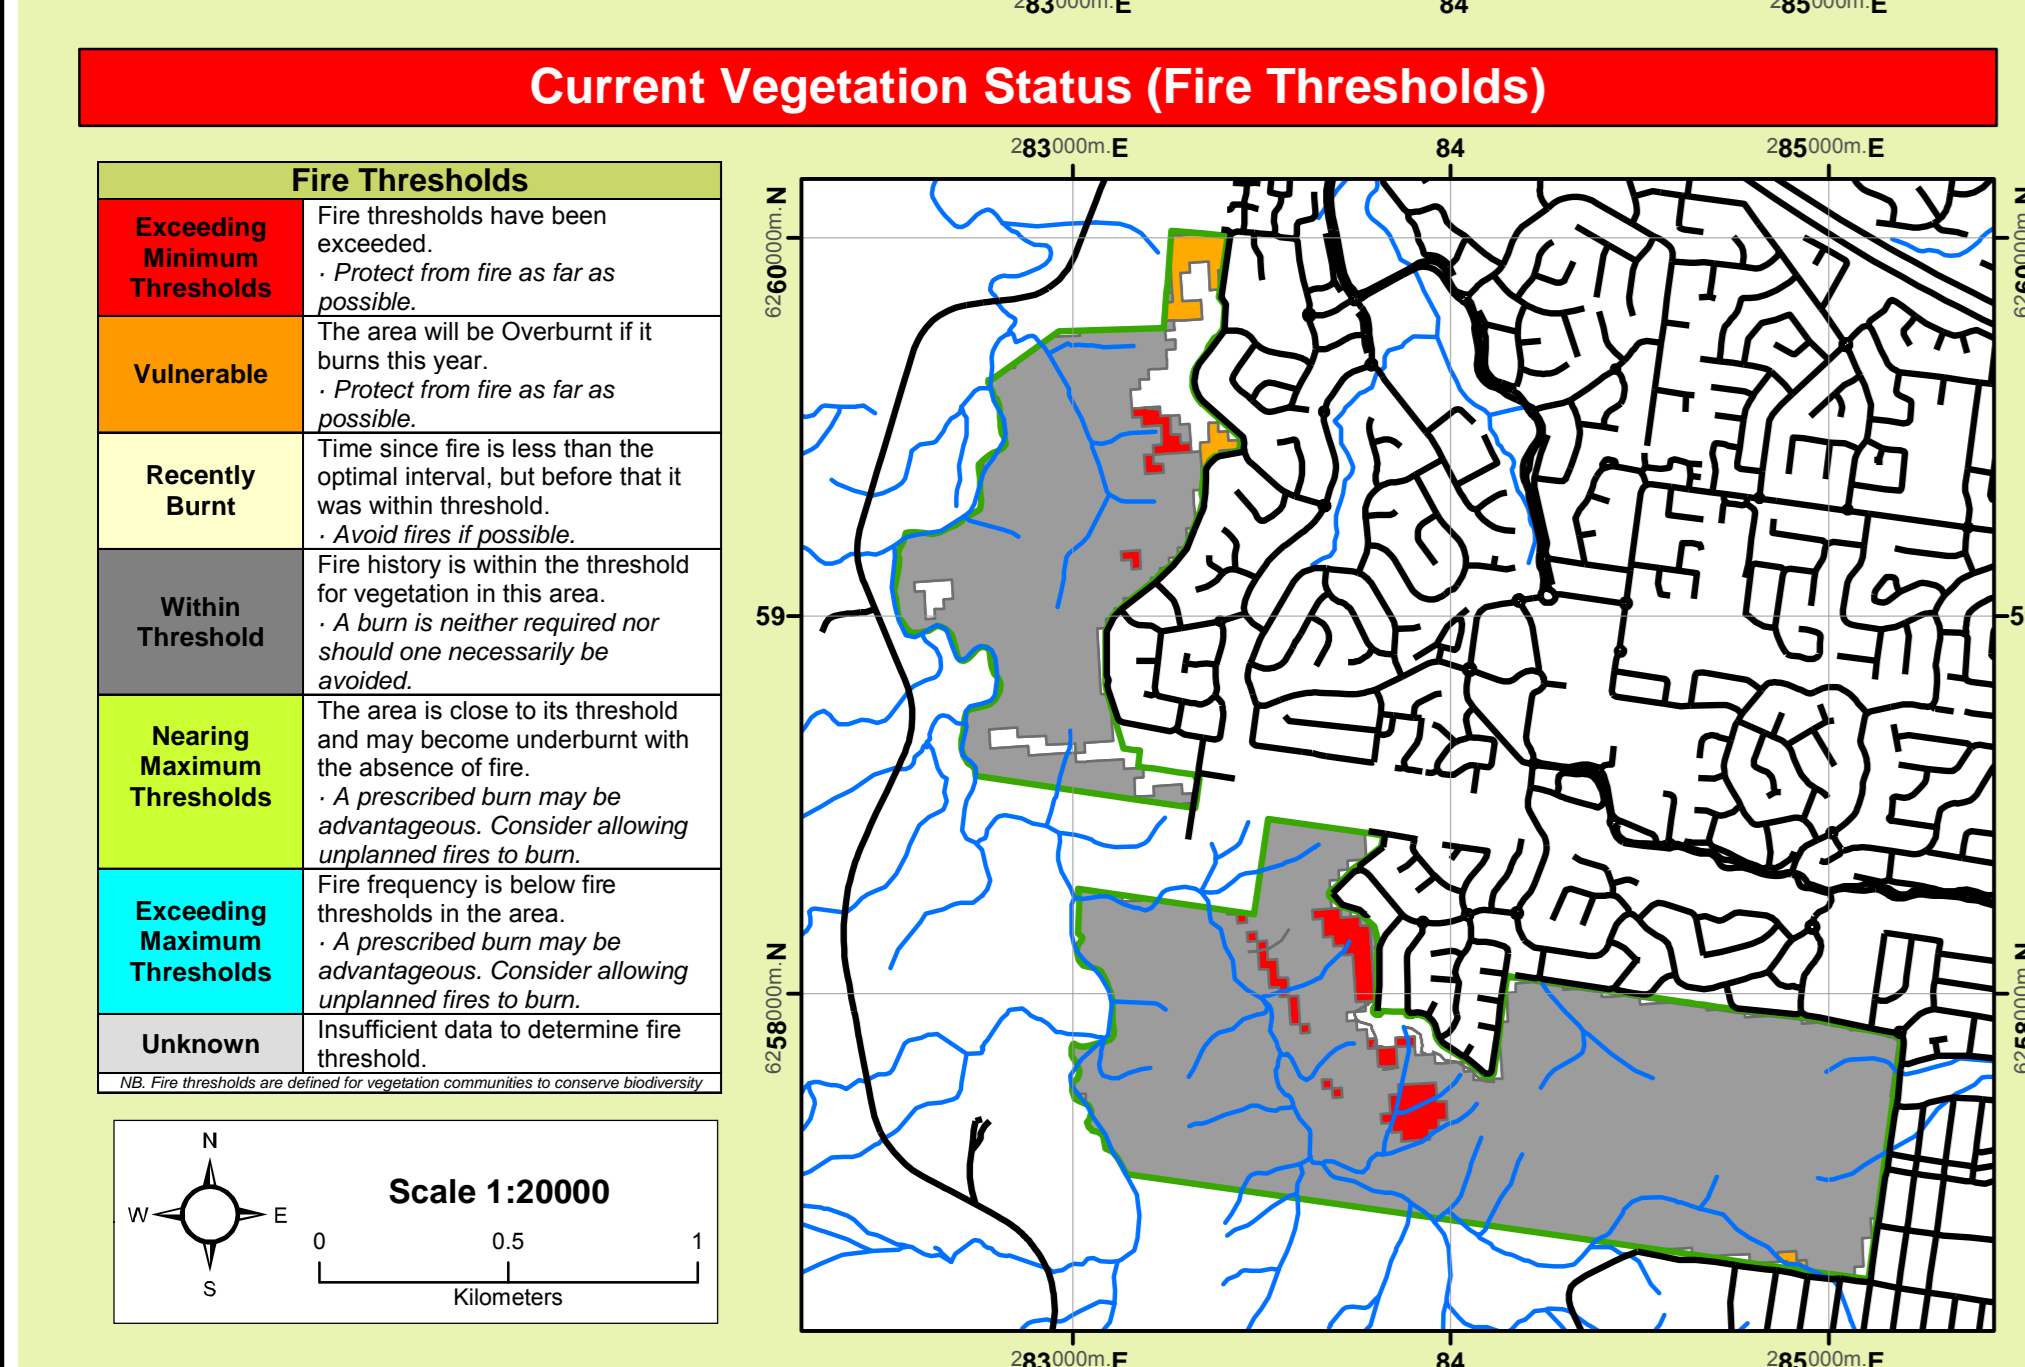 283000m.E 84 285000m.E
Current Vegetation Status (Fire Thresholds)
Fire Thresholds
Exceeding
Minimum
Thresholds
Fire thresholds have been
exceeded.
· Protect from fire as far as
possible.
Vulnerable
The area will be Overburnt if it
burns this year.
· Protect from fire as far as
possible.
Recently
Burnt
Time since fire is less than the
optimal interval, but before that it
was within threshold.
· Avoid fires if possible.
Within
Threshold
Fire history is within the threshold
for vegetation in this area.
· A burn is neither required nor
should one necessarily be
avoided.
Nearing
Maximum
Thresholds
The area is close to its threshold
and may become underburnt with
the absence of fire.
· A prescribed burn may be
advantageous. Consider allowing
unplanned fires to burn.
Exceeding
Maximum
Thresholds
Fire frequency is below fire
thresholds in the area.
· A prescribed burn may be
advantageous. Consider allowing
unplanned fires to burn.
Unknown
Insufficient data to determine fire
threshold.
NB. Fire thresholds are defined for vegetation communities to conserve biodiversity
N
W E
S
Scale 1:20000
0 0.5 1
Kilometers
283000m.E 84 285000m.E
6260000m.N
59
6258000m.N
6260000m.N
5
6258000m.N
283000m.E 84 285000m.E